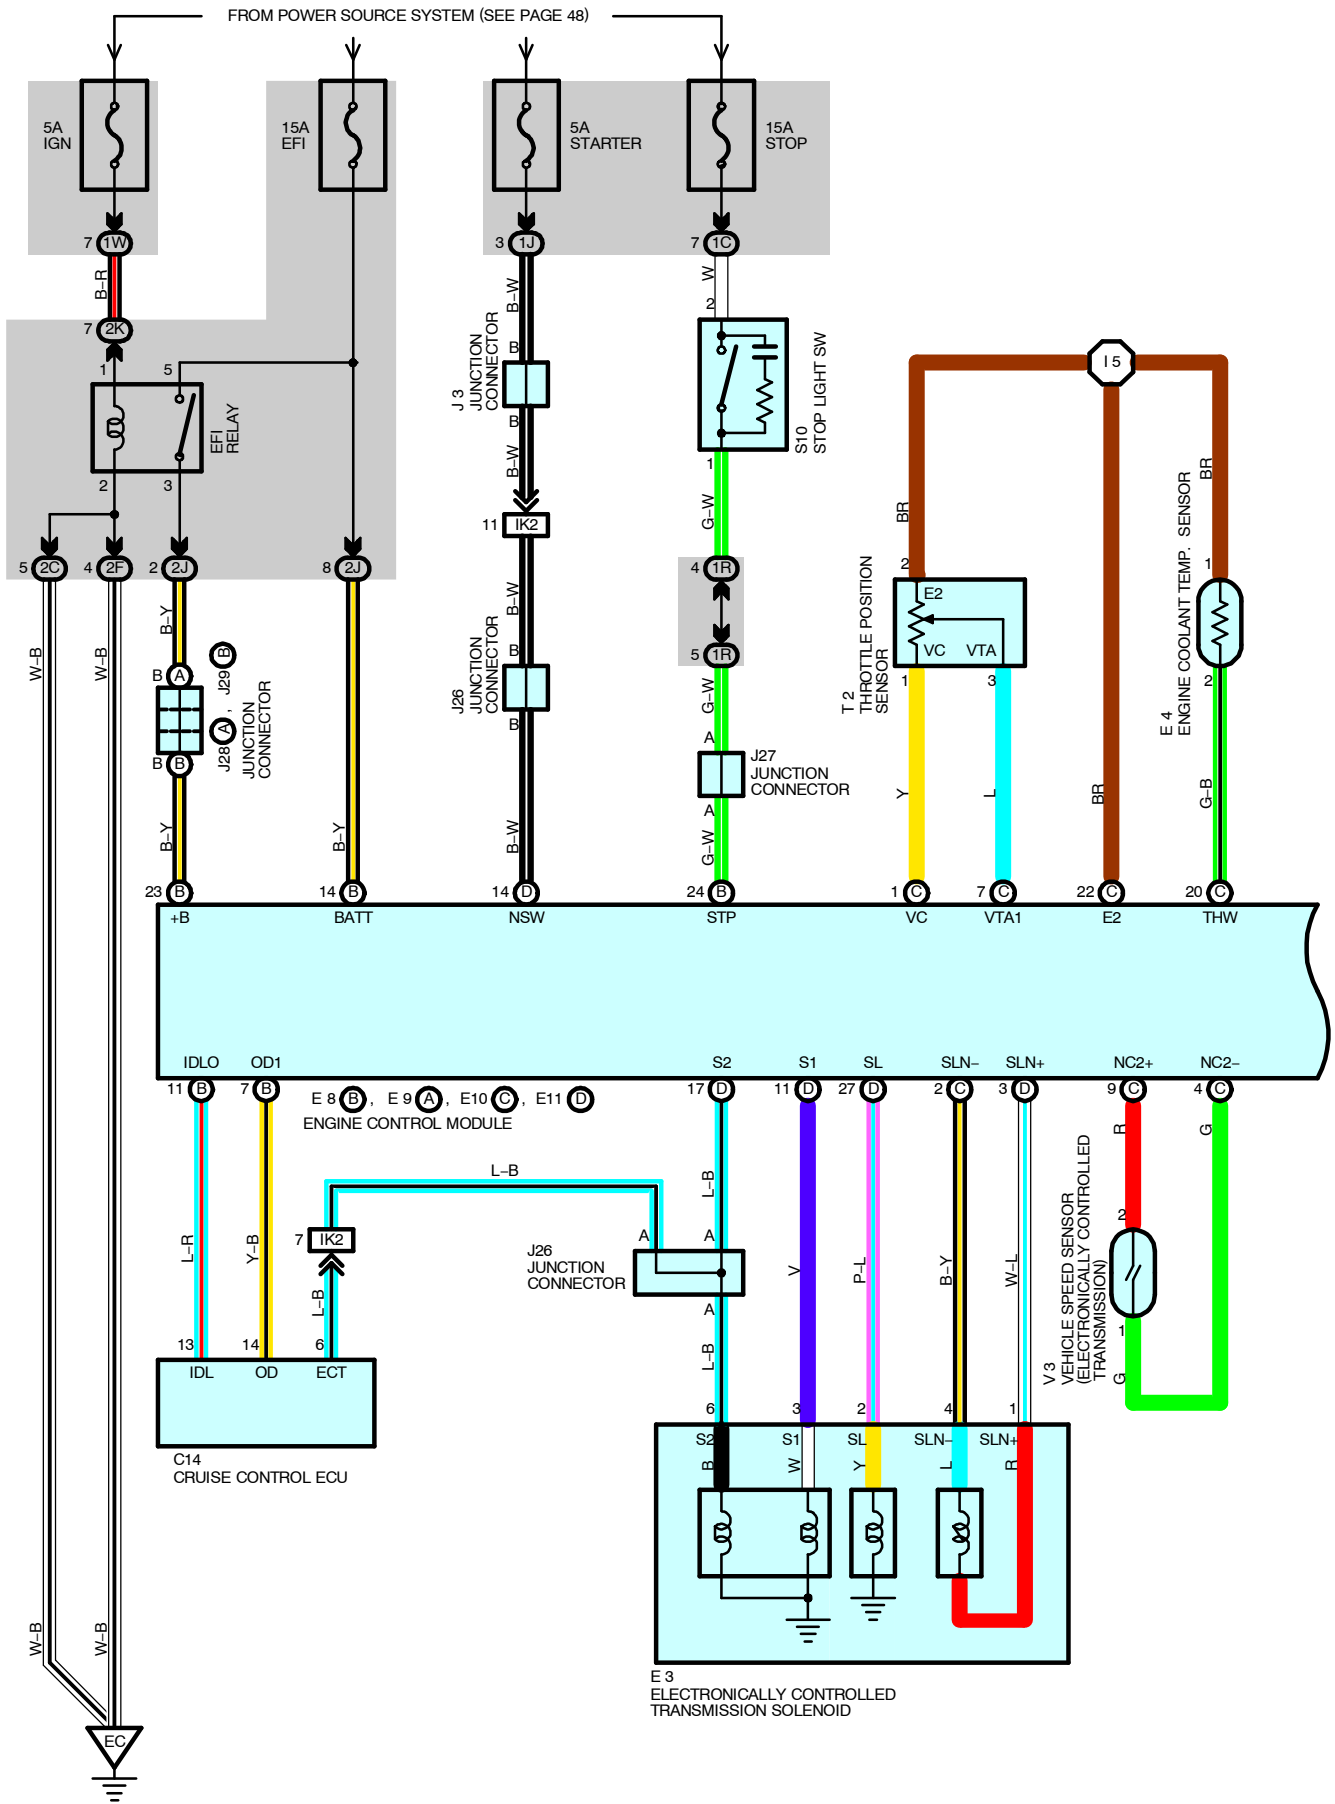 FROM POWER SOURCE SYSTEM (SEE PAGE 48)
5A
IGN
15A
EFI
5A
STARTER
15A
STOP
7 1W
3 1J
7 1C
B–R
B–W
W
7 2K
2
1
5
B
J 3
JUNCTION
CONNECTOR
S10
STOP LIGHT SW
I 5
EFI
RELAY
B
B–W
1
2
3
G–W
BR
BR
11 IK2
E 4
ENGINE COOLANT TEMP. SENSOR
5 2C
4 2F
2 2J
8 2J
4 1R
2
1
W–B
W–B
B–Y
B–W
E2
VC
VTA
5 1R
T 2
THROTTLE POSITION
SENSOR
B A
J28 A , J29 B
JUNCTION
CONNECTOR
B
J26
JUNCTION
CONNECTOR
B
1
3
2
G–W
A
J27
JUNCTION
CONNECTOR
A
B B
B–Y
B–Y
B–W
G–W
Y
L
BR
G–B
23 B
14 B
14 D
24 B
1 C
7 C
22 C
20 C
+B
BATT
NSW
STP
VC
VTA1
E2
THW
IDLO
OD1
S2
S1
SL
SLN–
SLN+
NC2+
NC2–
11 B
7 B
17 D
11 D
27 D
2 C
3 D
9 C
4 C
E 8 B , E 9 A , E10 C , E11 D
ENGINE CONTROL MODULE
R
G
L–B
L–B
L–R
Y–B
7 IK2
A
A
J26
JUNCTION
CONNECTOR
V
P–L
B–Y
W–L
2
V 3
VEHICLE SPEED SENSOR
(ELECTRONICALLY CONTROLLED
TRANSMISSION)
L–B
A
L–B
1
G
13
14
6
IDL
OD
ECT
C14
CRUISE CONTROL ECU
6
3
2
4
1
S2
S1
SL
SLN–
SLN+
B
W
Y
L
R
W–B
W–B
E 3
ELECTRONICALLY CONTROLLED
TRANSMISSION SOLENOID
EC